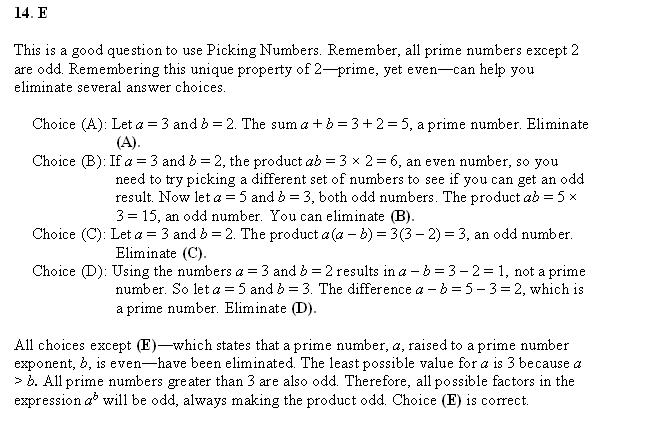 14. E
This is a good question to use Picking Numbers. Remember, all prime numbers except 2
are odd. Remembering this unique property of 2—prime, yet even—can help you
eliminate several answer choices.
Choice (A): Let a = 3 and b = 2. The sum a + b = 3 + 2 = 5, a prime number. Eliminate
(A).
Choice (B): If a = 3 and b = 2, the product ab = 3 × 2 = 6, an even number, so you
need to try picking a different set of numbers to see if you can get an odd
result. Now let a = 5 and b = 3, both odd numbers. The product ab = 5 ×
3 = 15, an odd number. You can eliminate (B).
Choice (C): Let a = 3 and b = 2. The product a(a – b) = 3(3 – 2) = 3, an odd number.
Eliminate (C).
Choice (D): Using the numbers a = 3 and b = 2 results in a – b = 3 – 2 = 1, not a prime
number. So let a = 5 and b = 3. The difference a – b = 5 – 3 = 2, which is
a prime number. Eliminate (D).
All choices except (E)—which states that a prime number, a, raised to a prime number
exponent, b, is even—have been eliminated. The least possible value for a is 3 because a
> b. All prime numbers greater than 3 are also odd. Therefore, all possible factors in the
expression aᵇ will be odd, always making the product odd. Choice (E) is correct.